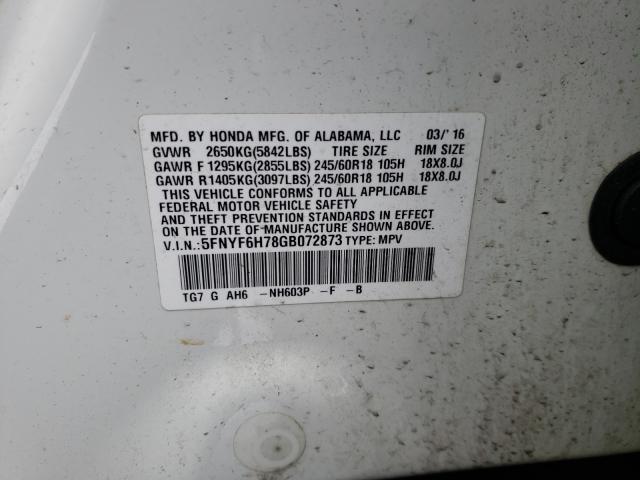 MFD. BY HONDA MFG. OF ALABAMA, LLC 03/'16
GVWR 2650KG(5842LBS) TIRE SIZE RIM SIZE
GAWR F 1295KG(2855LBS) 245/60R18 105H 18X8.0J
GAWR R 1405KG(3097LBS) 245/60R18 105H 18X8.0J
THIS VEHICLE CONFORMS TO ALL APPLICABLE
FEDERAL MOTOR VEHICLE SAFETY
AND THEFT PREVENTION STANDARDS IN EFFECT
ON THE DATE OF MANUFACTURE SHOWN ABOVE.
V.I.N.: 5FNYF6H78GB072873 TYPE: MPV
TG7 G AH6 -NH603P -F -B